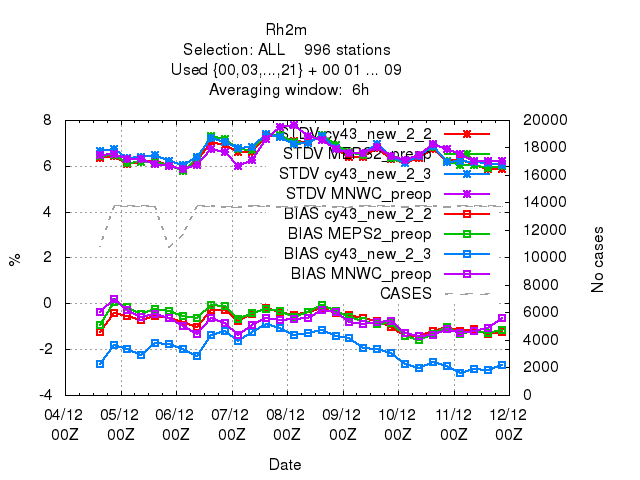 Rh2m
Selection: ALL    996 stations
Used {00,03,...,21} + 00 01 ... 09
Averaging window:  6h
8
6
4
2
0
-2
-4
%
20000
18000
16000
14000
12000
10000
8000
6000
4000
2000
0
No cases
STDV cy43_new_2_2
STDV MEPS2_preop
STDV cy43_new_2_3
STDV MNWC_preop
BIAS cy43_new_2_2
BIAS MEPS2_preop
BIAS cy43_new_2_3
BIAS MNWC_preop
CASES
04/12 05/12 06/12 07/12 08/12 09/12 10/12 11/12 12/12
00Z 00Z 00Z 00Z 00Z 00Z 00Z 00Z 00Z
Date